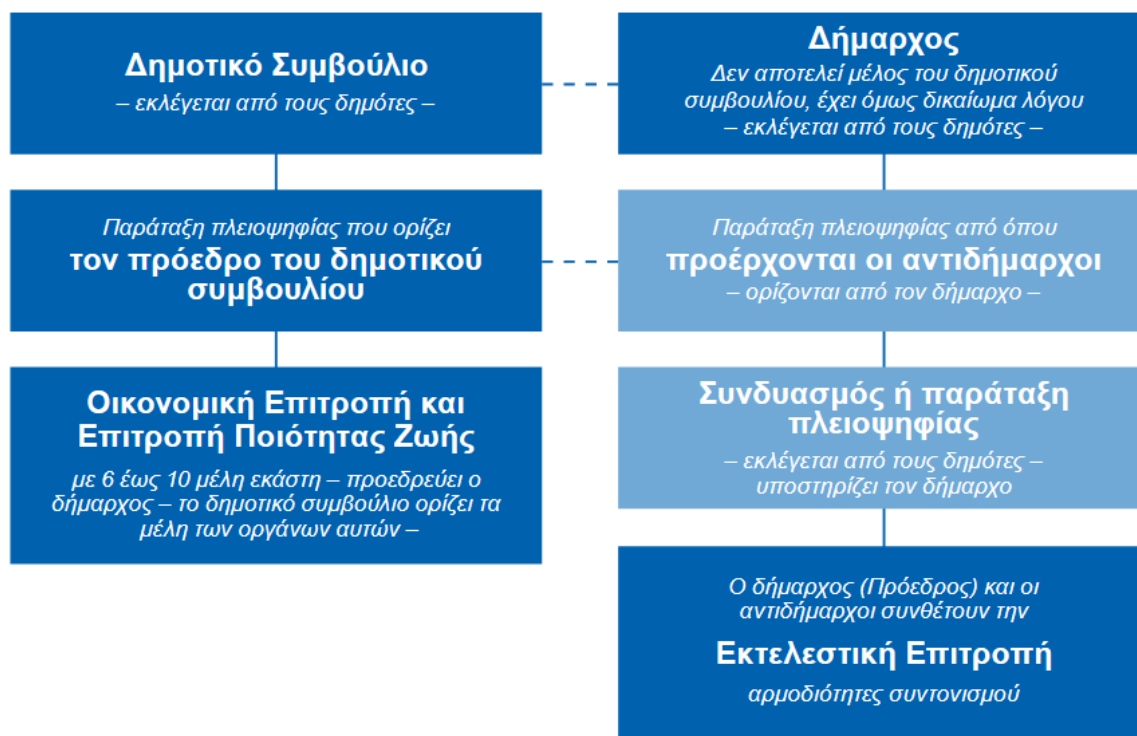 Δημοτικό Συμβούλιο
– εκλέγεται από τους δημότες –
Δήμαρχος
Δεν αποτελεί μέλος του δημοτικού
συμβουλίου, έχει όμως δικαίωμα λόγου
– εκλέγεται από τους δημότες –
Παράταξη πλειοψηφίας που ορίζει
τον πρόεδρο του δημοτικού
συμβουλίου
Παράταξη πλειοψηφίας από όπου
προέρχονται οι αντιδήμαρχοι
– ορίζονται από τον δήμαρχο –
Οικονομική Επιτροπή και
Επιτροπή Ποιότητας Ζωής
με 6 έως 10 μέλη εκάστη – προεδρεύει ο
δήμαρχος – το δημοτικό συμβούλιο ορίζει τα
μέλη των οργάνων αυτών –
Συνδυασμός ή παράταξη
πλειοψηφίας
– εκλέγεται από τους δημότες –
υποστηρίζει τον δήμαρχο
Ο δήμαρχος (Πρόεδρος) και οι
αντιδήμαρχοι συνθέτουν την
Εκτελεστική Επιτροπή
αρμοδιότητες συντονισμού